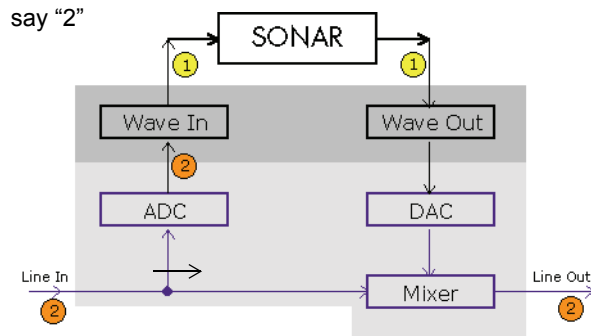 say “2”
SONAR
1
1
Wave In
Wave Out
2
ADC
DAC
Line In
Line Out
2
Mixer
2